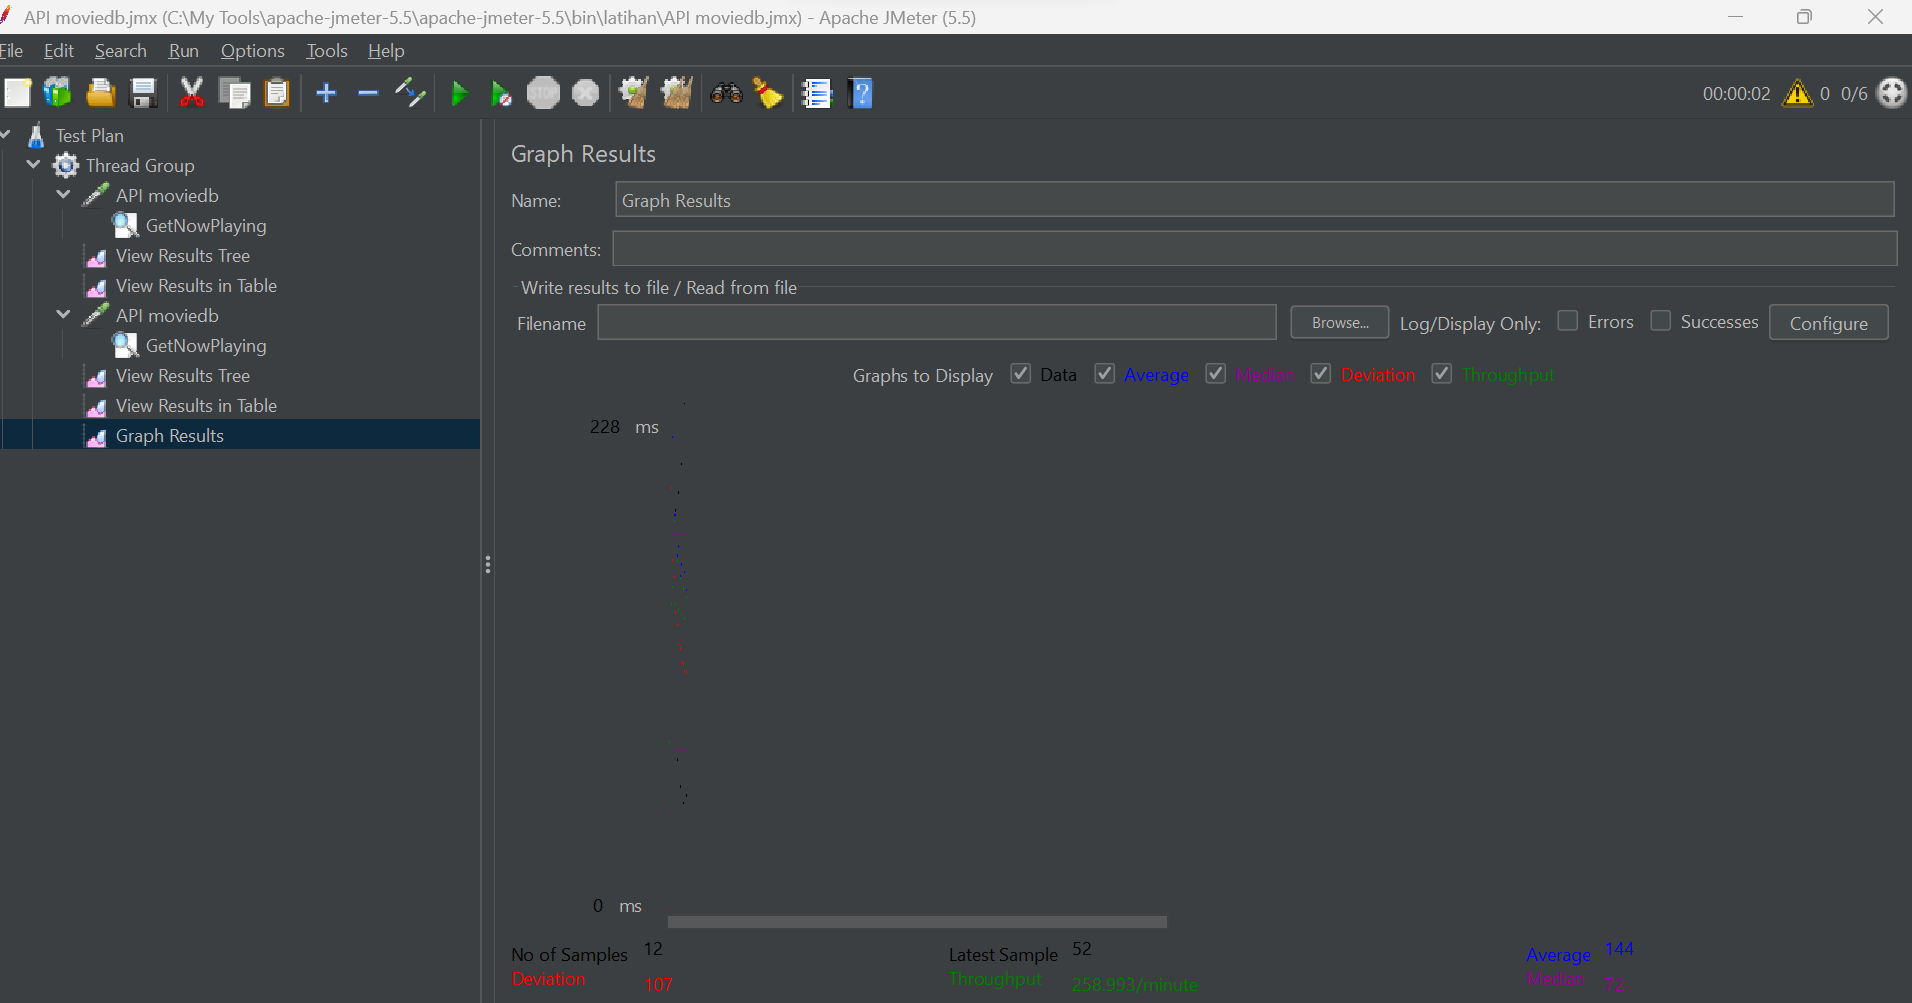 API moviedb.jmx (C:\My Tools\apache-jmeter-5.5\apache-jmeter-5.5\bin\latihan\API moviedb.jmx) - Apache JMeter (5.5)
File Edit Search Run Options Tools Help
STOP
?
00:00:02 0 0/6
Test Plan
Thread Group
API moviedb
GetNowPlaying
View Results Tree
View Results in Table
API moviedb
GetNowPlaying
View Results Tree
View Results in Table
Graph Results
Graph Results
Name: Graph Results
Comments:
Write results to file / Read from file
Filename Browse... Log/Display Only: Errors Successes Configure
Graphs to Display Data Average Median Deviation Throughput
228 ms
0 ms
No of Samples 12 Latest Sample 52 Average 144
Deviation 107 Throughput 258.993/minute Median 72